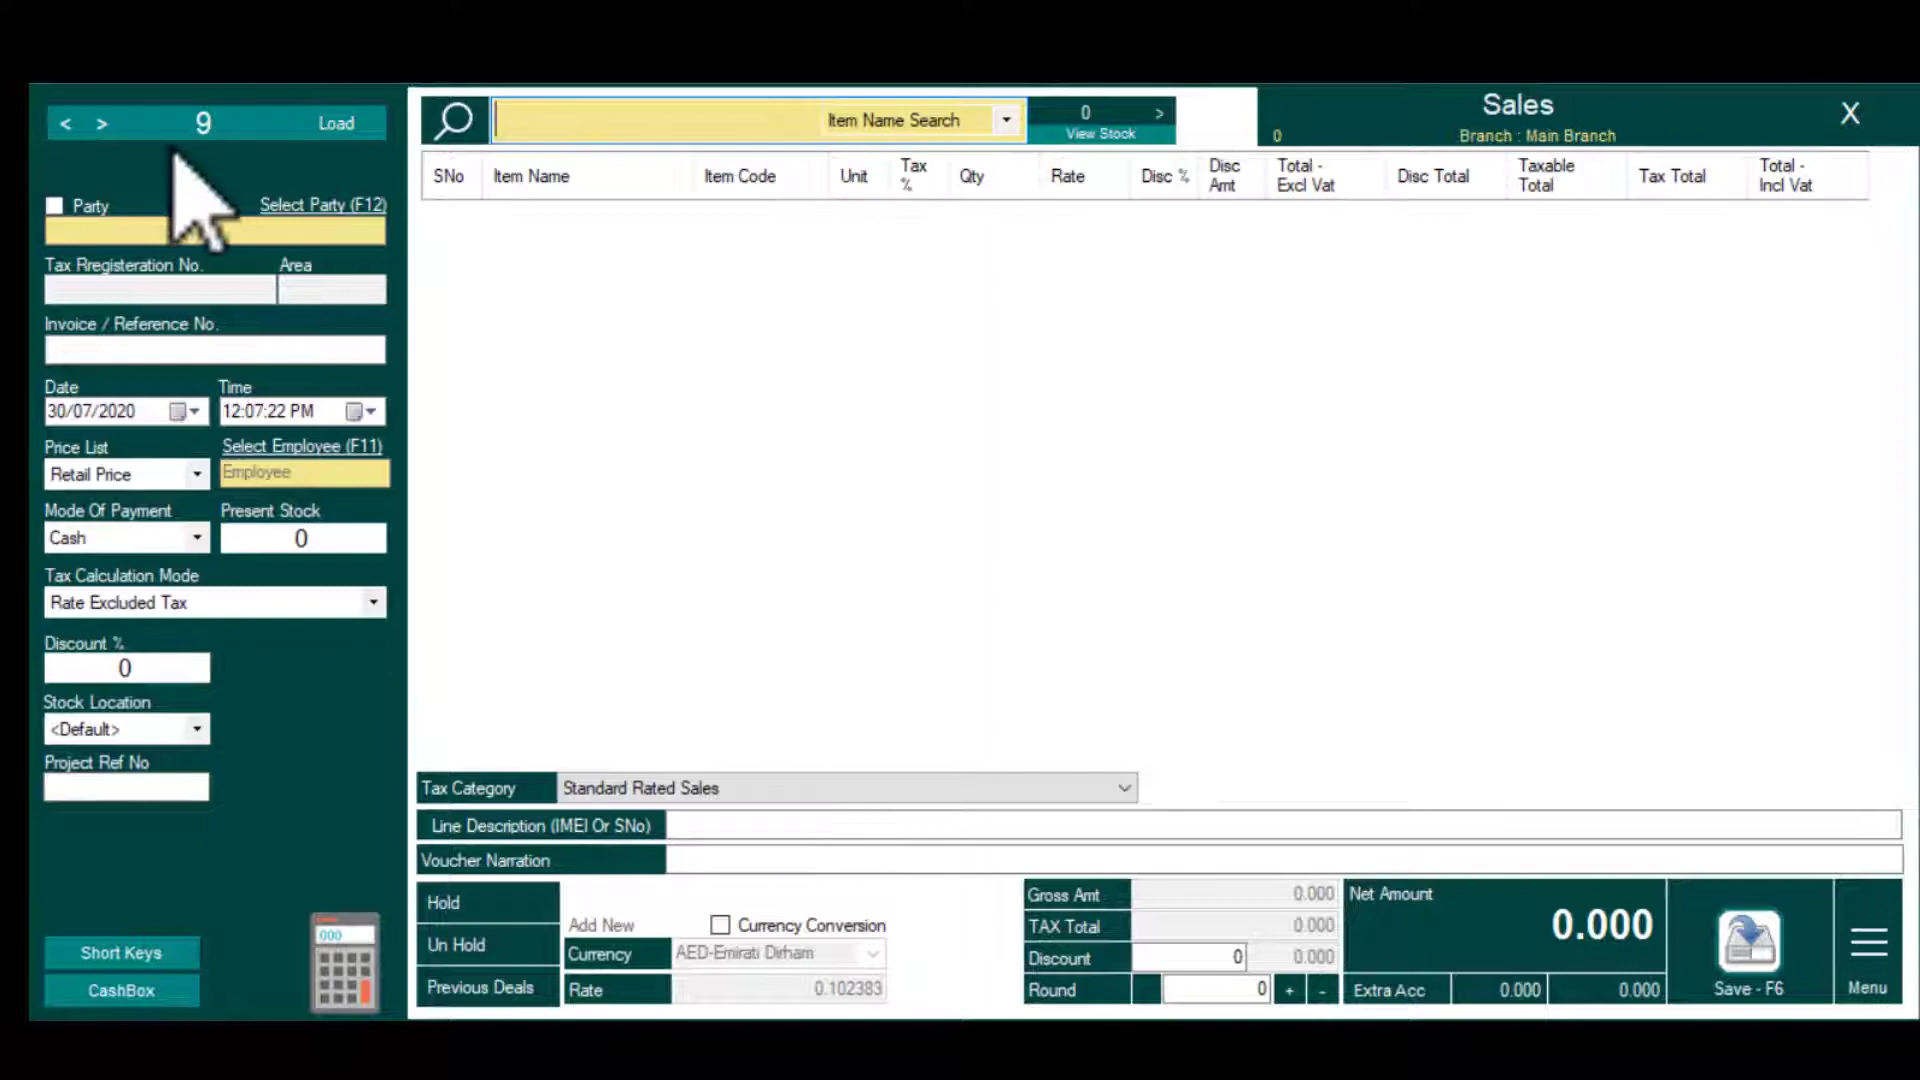 < > 9 Load
Party Select Party (F12)
Tax Rregisteration No. Area
Invoice / Reference No.
Date Time
30/07/2020 12:07:22 PM
Price List Select Employee (F11)
Retail Price Employee
Mode Of Payment Present Stock
Cash 0
Tax Calculation Mode
Rate Excluded Tax
Discount %
0
Stock Location
<Default>
Project Ref No
Short Keys
CashBox
000
Item Name Search
0 >
View Stock
Sales
0 Branch : Main Branch
X
SNo Item Name Item Code Unit Tax % Qty Rate Disc % Disc Amt Total - Excl Vat Disc Total Taxable Total Tax Total Total - Incl Vat
Tax Category Standard Rated Sales
Line Description (IMEI Or SNo)
Voucher Narration
Hold
Un Hold
Previous Deals
Add New Currency Conversion
Currency AED-Emirati Dirham
Rate 0.102383
Gross Amt 0.000
TAX Total 0.000
Discount 0 0.000
Round 0 + -
Net Amount
0.000
Extra Acc 0.000 0.000
Save - F6
Menu